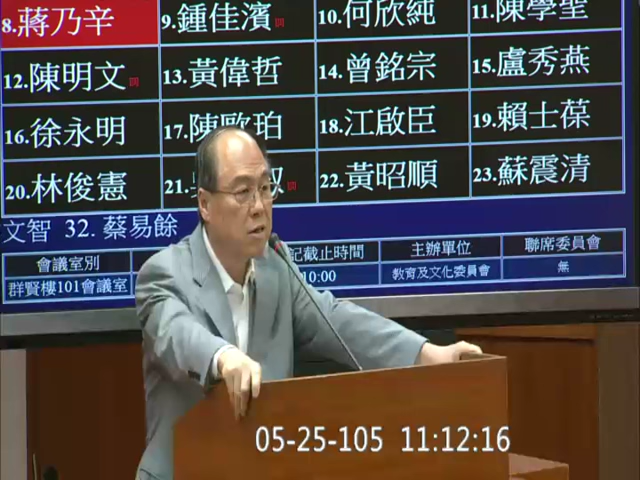 8.蔣乃辛 9.鍾佳濱 詢 10.何欣純 11.陳學聖
12.陳明文 詢 13.黃偉哲 14.曾銘宗 15.盧秀燕
16.徐永明 17.陳歐珀 18.江啟臣 19.賴士葆
20.林俊憲 21. 詢 22.黃昭順 23.蘇震清
文智 32. 蔡易餘
會議室別 記截止時間 主辦單位 聯席委員會
群賢樓101會議室 10:00 教育及文化委員會 無
05-25-105 11:12:16